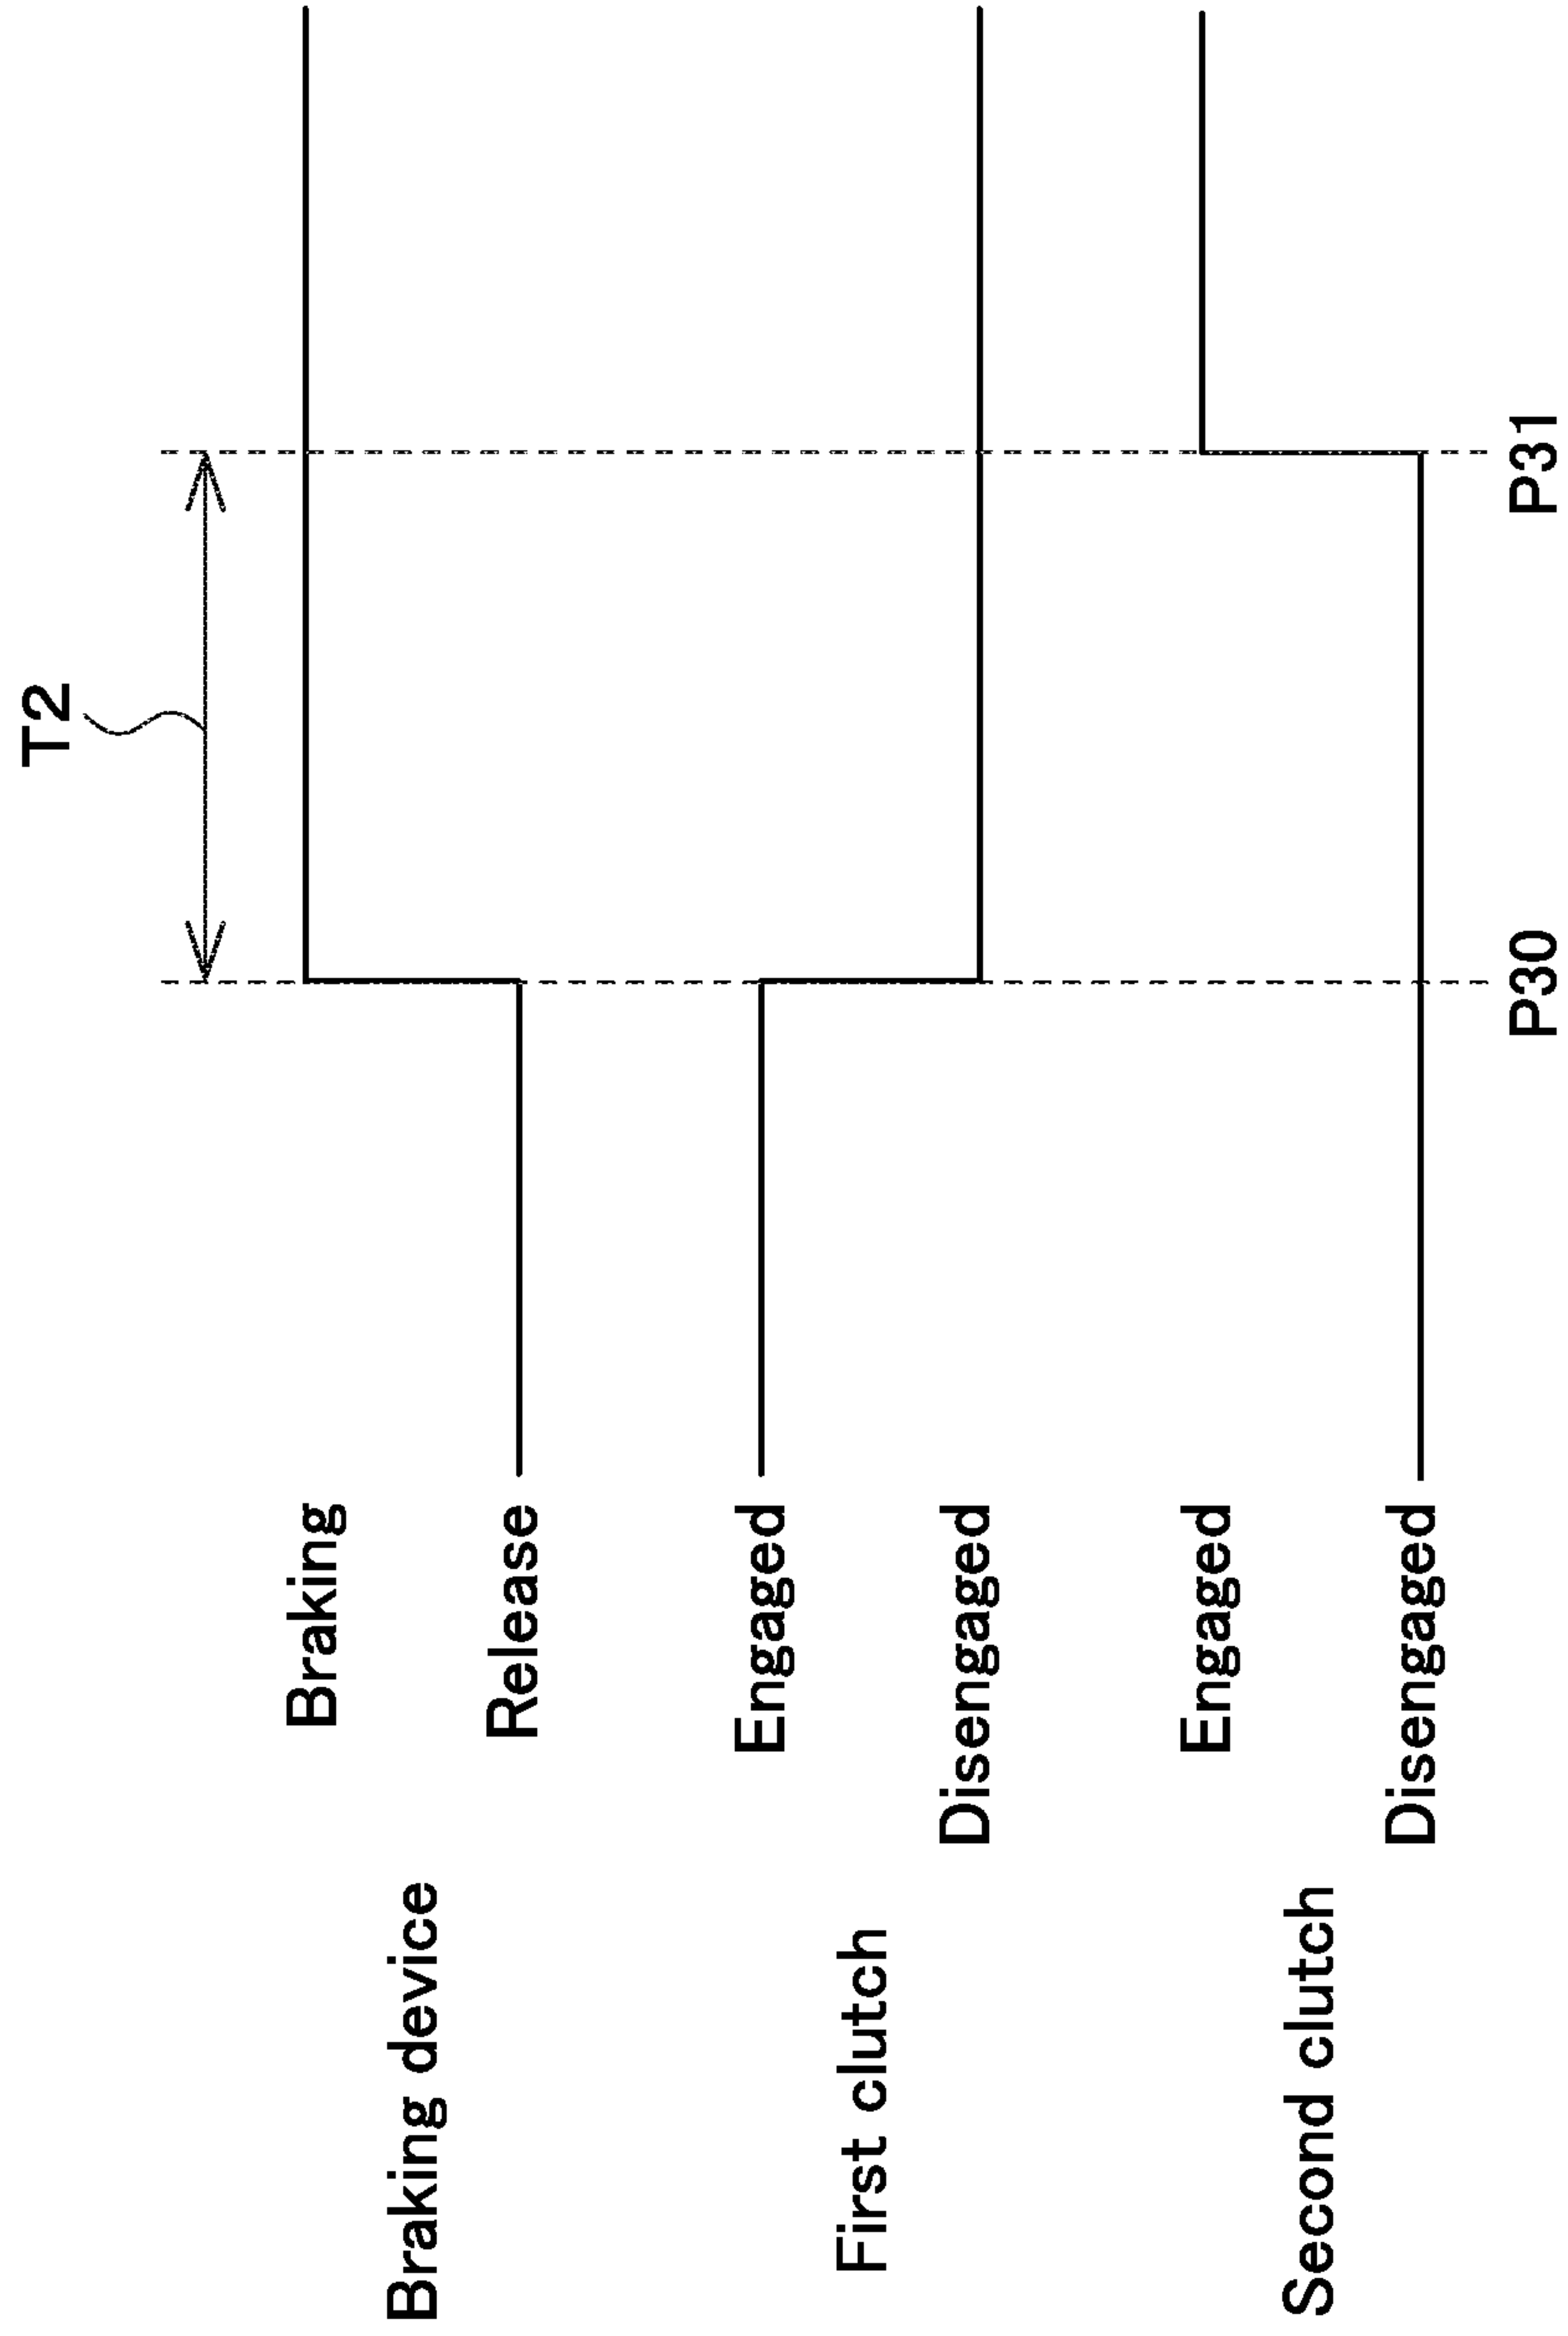 T2
Braking
Braking device
Release
Engaged
First clutch
Disengaged
Engaged
Second clutch
Disengaged
P30
P31